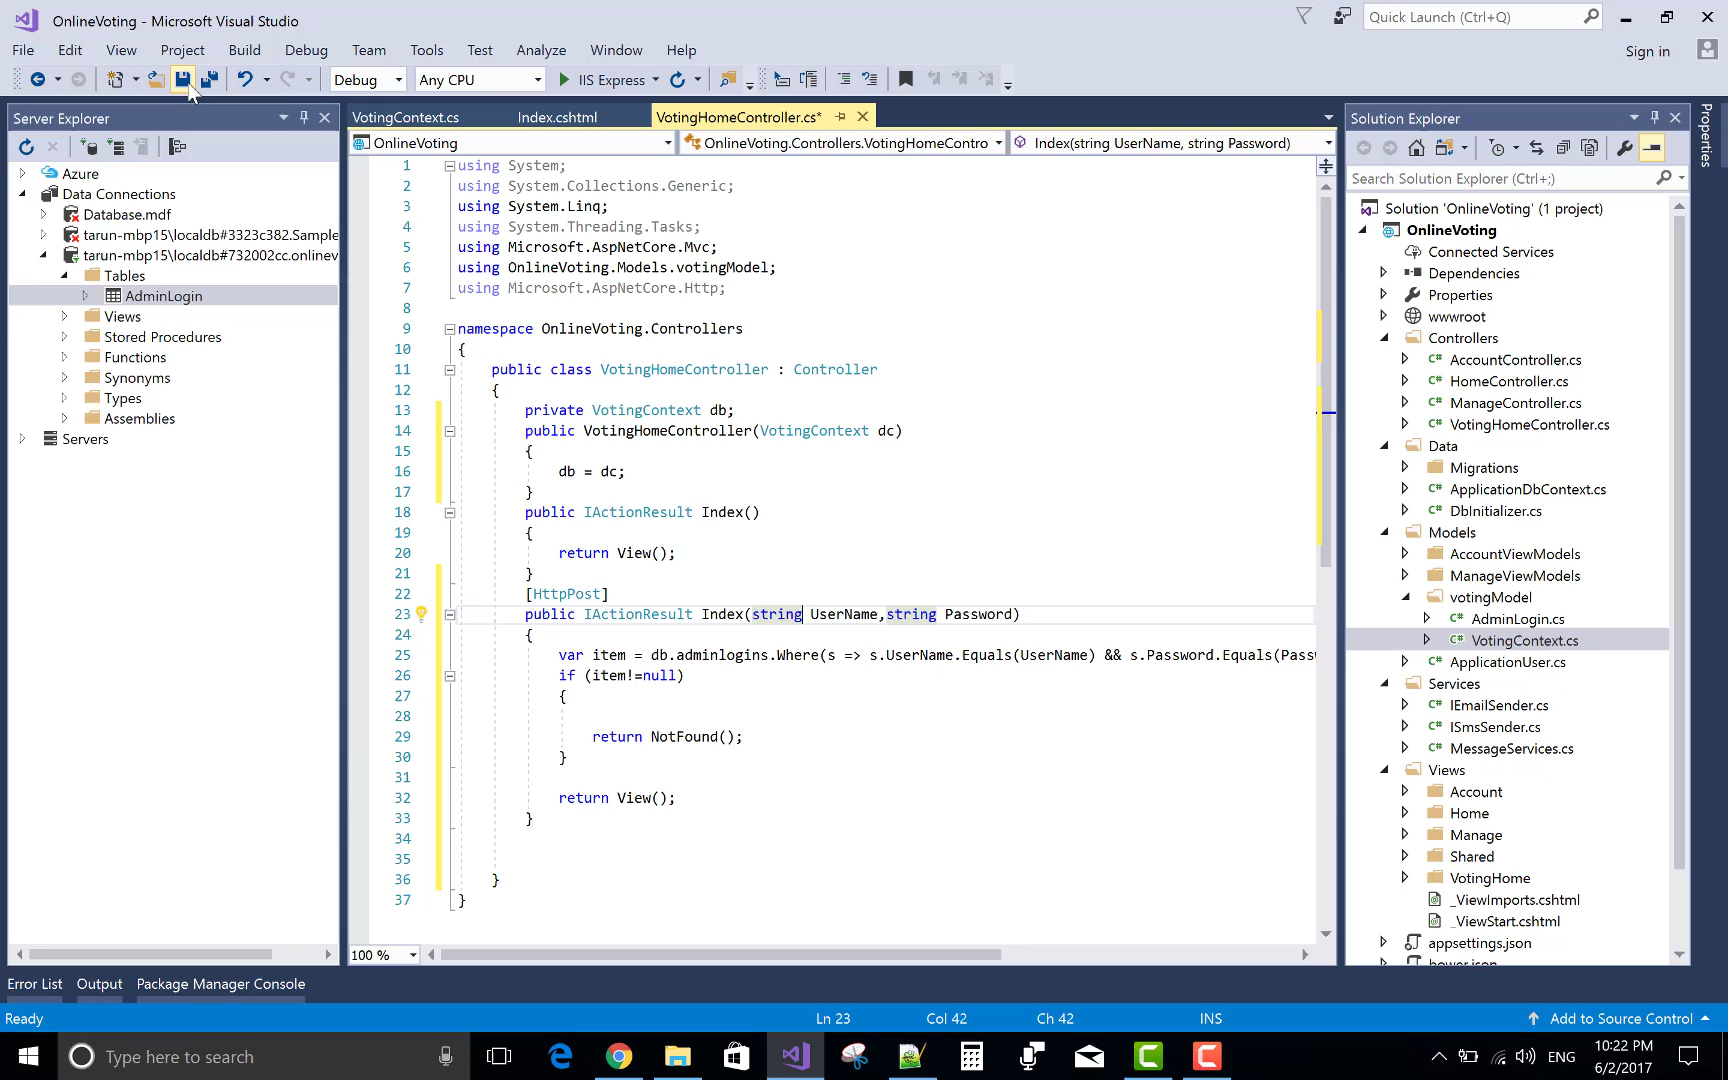 OnlineVoting - Microsoft Visual Studio
Quick Launch (Ctrl+Q)
File Edit View Project Build Debug Team Tools Test Analyze Window Help
Sign in
Debug Any CPU IIS Express
Server Explorer
Azure
Data Connections
Database.mdf
tarun-mbp15\localdb#3323c382.Sample
tarun-mbp15\localdb#732002cc.onlinev
Tables
AdminLogin
Views
Stored Procedures
Functions
Synonyms
Types
Assemblies
Servers
VotingContext.cs Index.cshtml VotingHomeController.cs*
OnlineVoting OnlineVoting.Controllers.VotingHomeContro Index(string UserName, string Password)
1 using System;
2 using System.Collections.Generic;
3 using System.Linq;
4 using System.Threading.Tasks;
5 using Microsoft.AspNetCore.Mvc;
6 using OnlineVoting.Models.votingModel;
7 using Microsoft.AspNetCore.Http;
8
9 namespace OnlineVoting.Controllers
10 {
11 public class VotingHomeController : Controller
12 {
13 private VotingContext db;
14 public VotingHomeController(VotingContext dc)
15 {
16 db = dc;
17 }
18 public IActionResult Index()
19 {
20 return View();
21 }
22 [HttpPost]
23 public IActionResult Index(string UserName,string Password)
24 {
25 var item = db.adminlogins.Where(s => s.UserName.Equals(UserName) && s.Password.Equals(Passw
26 if (item!=null)
27 {
28
29 return NotFound();
30 }
31
32 return View();
33 }
34
35
36 }
37 }
100 %
Solution Explorer
Search Solution Explorer (Ctrl+;)
Solution 'OnlineVoting' (1 project)
OnlineVoting
Connected Services
Dependencies
Properties
wwwroot
Controllers
AccountController.cs
HomeController.cs
ManageController.cs
VotingHomeController.cs
Data
Migrations
ApplicationDbContext.cs
DbInitializer.cs
Models
AccountViewModels
ManageViewModels
votingModel
AdminLogin.cs
VotingContext.cs
ApplicationUser.cs
Services
IEmailSender.cs
ISmsSender.cs
MessageServices.cs
Views
Account
Home
Manage
Shared
VotingHome
_ViewImports.cshtml
_ViewStart.cshtml
appsettings.json
bower.json
Properties
Error List Output Package Manager Console
Ready Ln 23 Col 42 Ch 42 INS Add to Source Control
Type here to search
ENG
10:22 PM
6/2/2017